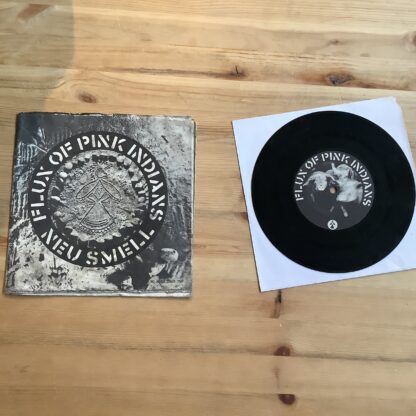 FLUX OF PINK INDIANS
NEU SMELL
FLUX OF PINK INDIANS